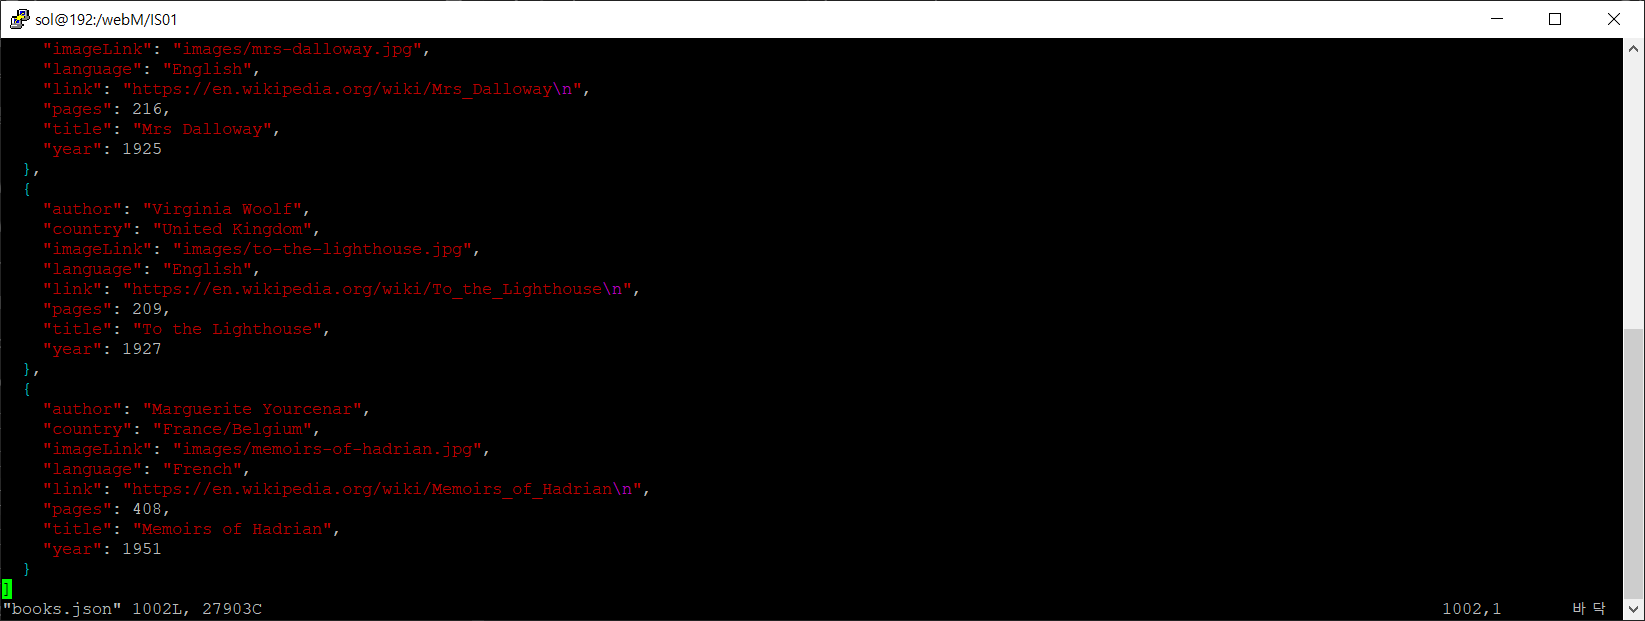 sol@192:/webM/IS01
"imageLink": "images/mrs-dalloway.jpg",
"language": "English",
"link": "https://en.wikipedia.org/wiki/Mrs_Dalloway\n",
"pages": 216,
"title": "Mrs Dalloway",
"year": 1925
},
{
"author": "Virginia Woolf",
"country": "United Kingdom",
"imageLink": "images/to-the-lighthouse.jpg",
"language": "English",
"link": "https://en.wikipedia.org/wiki/To_the_Lighthouse\n",
"pages": 209,
"title": "To the Lighthouse",
"year": 1927
},
{
"author": "Marguerite Yourcenar",
"country": "France/Belgium",
"imageLink": "images/memoirs-of-hadrian.jpg",
"language": "French",
"link": "https://en.wikipedia.org/wiki/Memoirs_of_Hadrian\n",
"pages": 408,
"title": "Memoirs of Hadrian",
"year": 1951
}
]
"books.json" 1002L, 27903C 1002,1 바닥